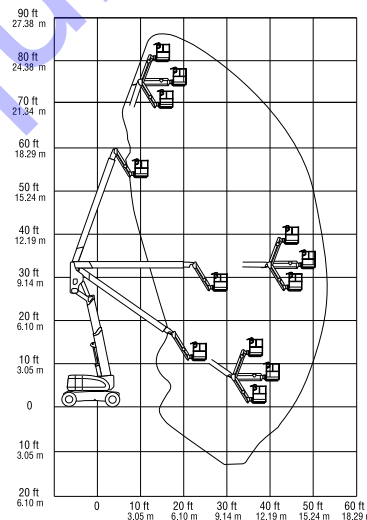 90 ft
27.38 m
80 ft
24.38 m
70 ft
21.34 m
60 ft
18.29 m
50 ft
15.24 m
40 ft
12.19 m
30 ft
9.14 m
20 ft
6.10 m
10 ft
3.05 m
0
10 ft
3.05 m
20 ft
6.10 m
0 10 ft 20 ft 30 ft 40 ft 50 ft 60 ft
3.05 m 6.10 m 9.14 m 12.19 m 15.24 m 18.29 m